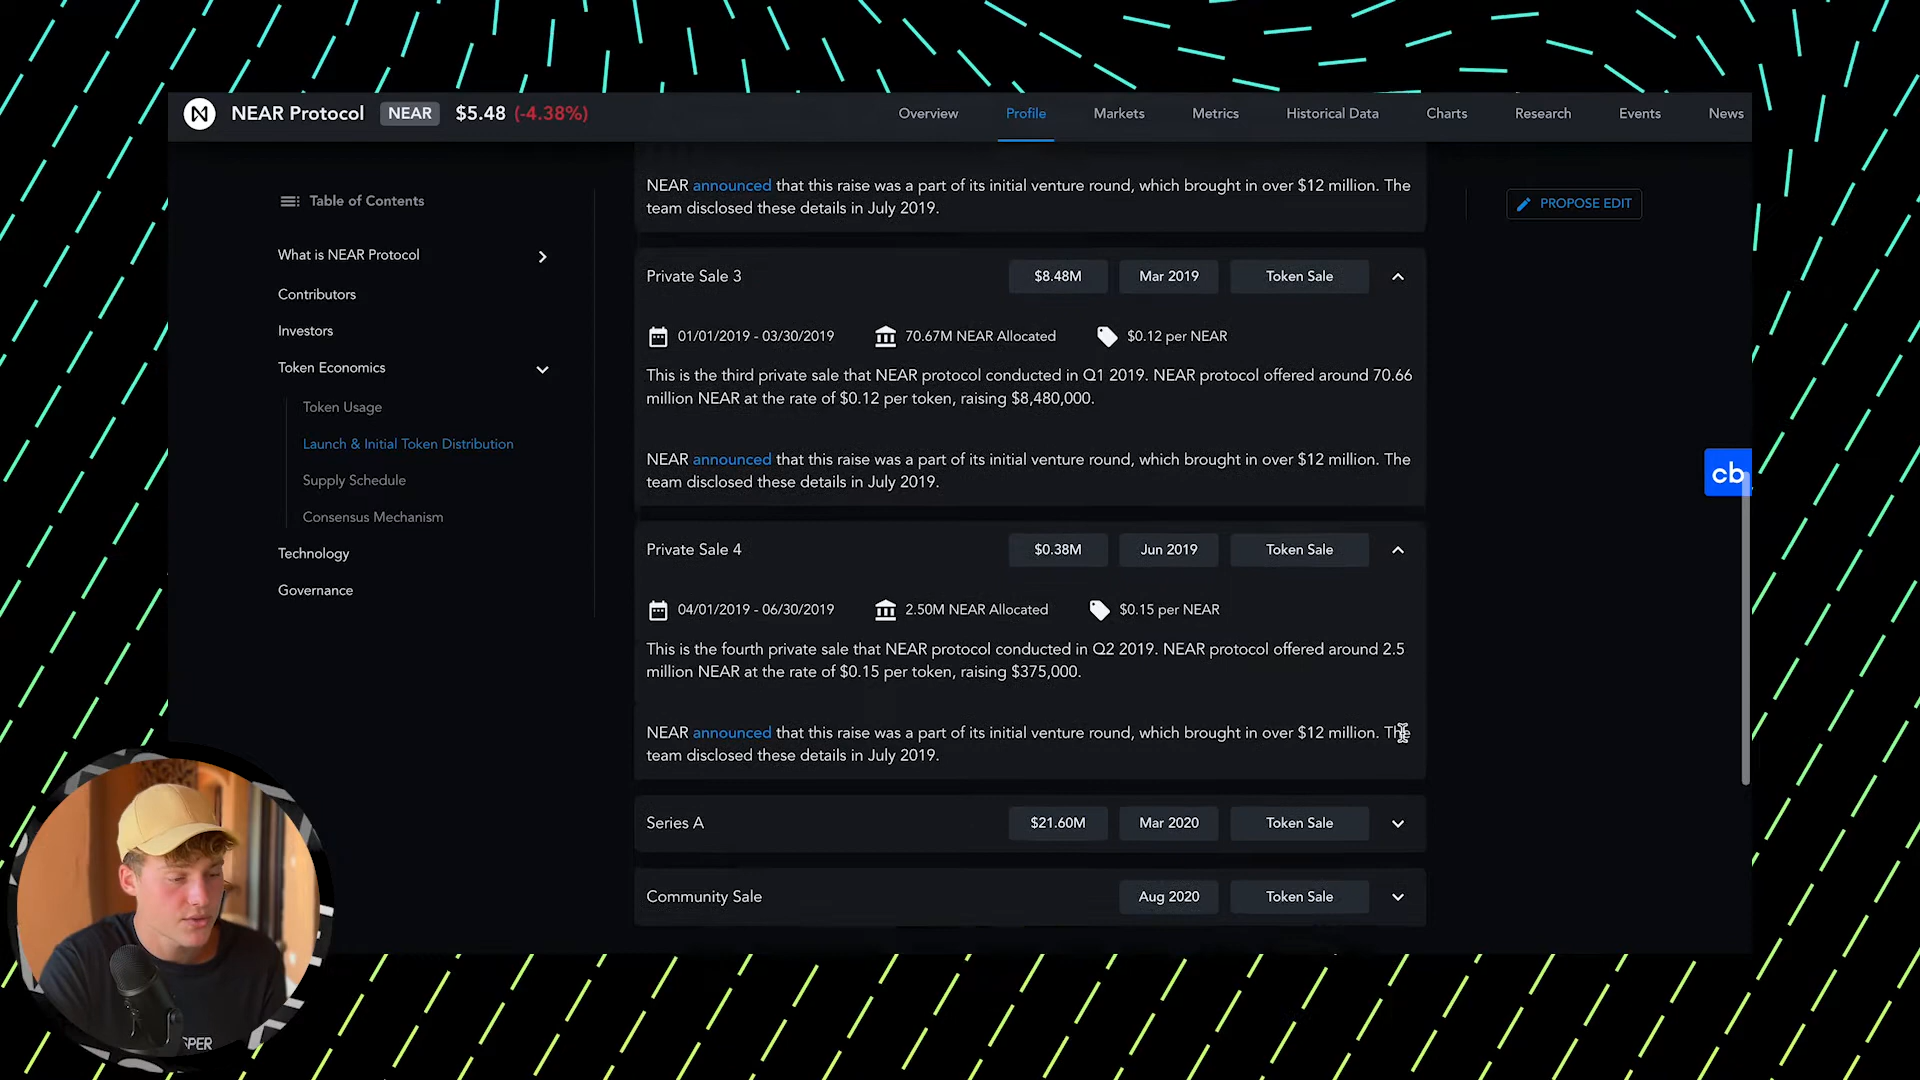 NEAR Protocol NEAR $5.48 (-4.38%) Overview Profile Markets Metrics Historical Data Charts Research Events News
Table of Contents
What is NEAR Protocol
Contributors
Investors
Token Economics
Token Usage
Launch & Initial Token Distribution
Supply Schedule
Consensus Mechanism
Technology
Governance
NEAR announced that this raise was a part of its initial venture round, which brought in over $12 million. The
team disclosed these details in July 2019.
Private Sale 3 $8.48M Mar 2019 Token Sale
01/01/2019 - 03/30/2019 70.67M NEAR Allocated $0.12 per NEAR
This is the third private sale that NEAR protocol conducted in Q1 2019. NEAR protocol offered around 70.66
million NEAR at the rate of $0.12 per token, raising $8,480,000.
NEAR announced that this raise was a part of its initial venture round, which brought in over $12 million. The
team disclosed these details in July 2019.
Private Sale 4 $0.38M Jun 2019 Token Sale
04/01/2019 - 06/30/2019 2.50M NEAR Allocated $0.15 per NEAR
This is the fourth private sale that NEAR protocol conducted in Q2 2019. NEAR protocol offered around 2.5
million NEAR at the rate of $0.15 per token, raising $375,000.
NEAR announced that this raise was a part of its initial venture round, which brought in over $12 million. The
team disclosed these details in July 2019.
Series A $21.60M Mar 2020 Token Sale
Community Sale Aug 2020 Token Sale
PROPOSE EDIT
cb
SPER